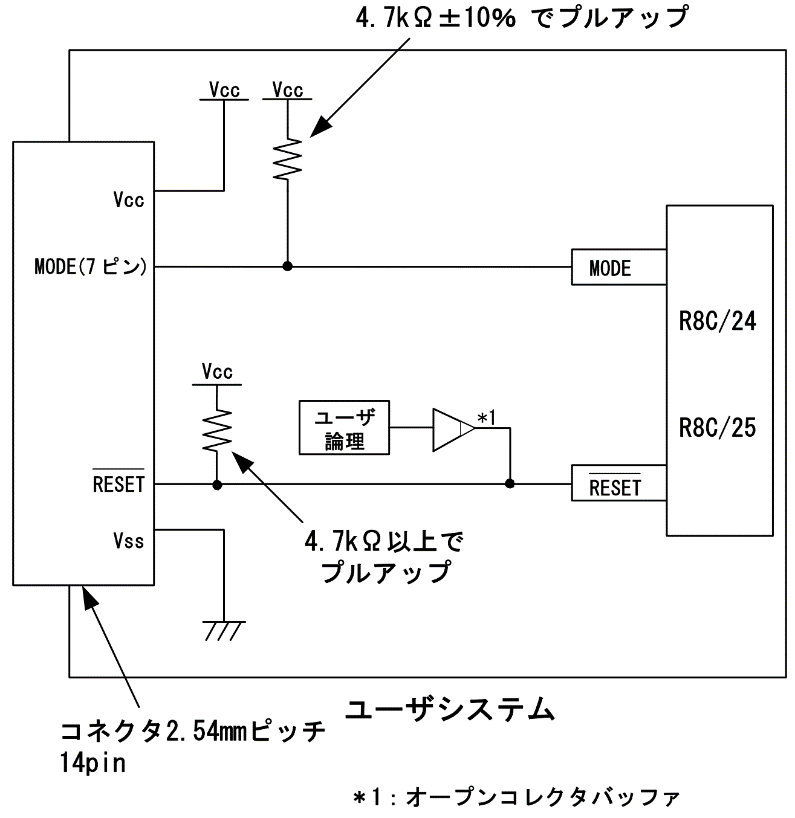 4.7kΩ±10% でプルアップ
Vcc
Vcc
Vcc
MODE(7ピン)
MODE
R8C/24
Vcc
ユーザ
論理
*1
R8C/25
RESET
RESET
Vss
4.7kΩ以上で
プルアップ
ユーザシステム
コネクタ2.54mmピッチ
14pin
*1:オープンコレクタバッファ